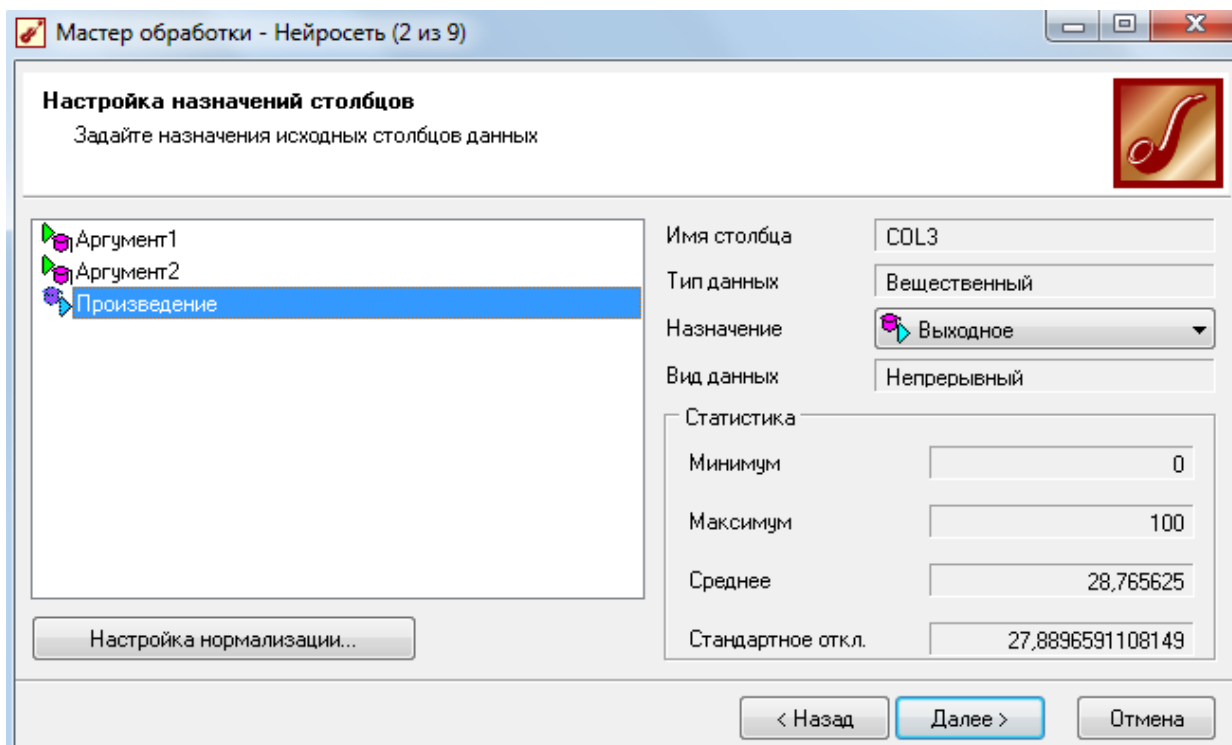 Мастер обработки - Нейросеть (2 из 9)
Настройка назначений столбцов
Задайте назначения исходных столбцов данных
Аргумент1
Аргумент2
Произведение
Имя столбца COL3
Тип данных Вещественный
Назначение Выходное
Вид данных Непрерывный
Статистика
Минимум 0
Максимум 100
Среднее 28,765625
Стандартное откл. 27,8896591108149
Настройка нормализации...
< Назад Далее > Отмена